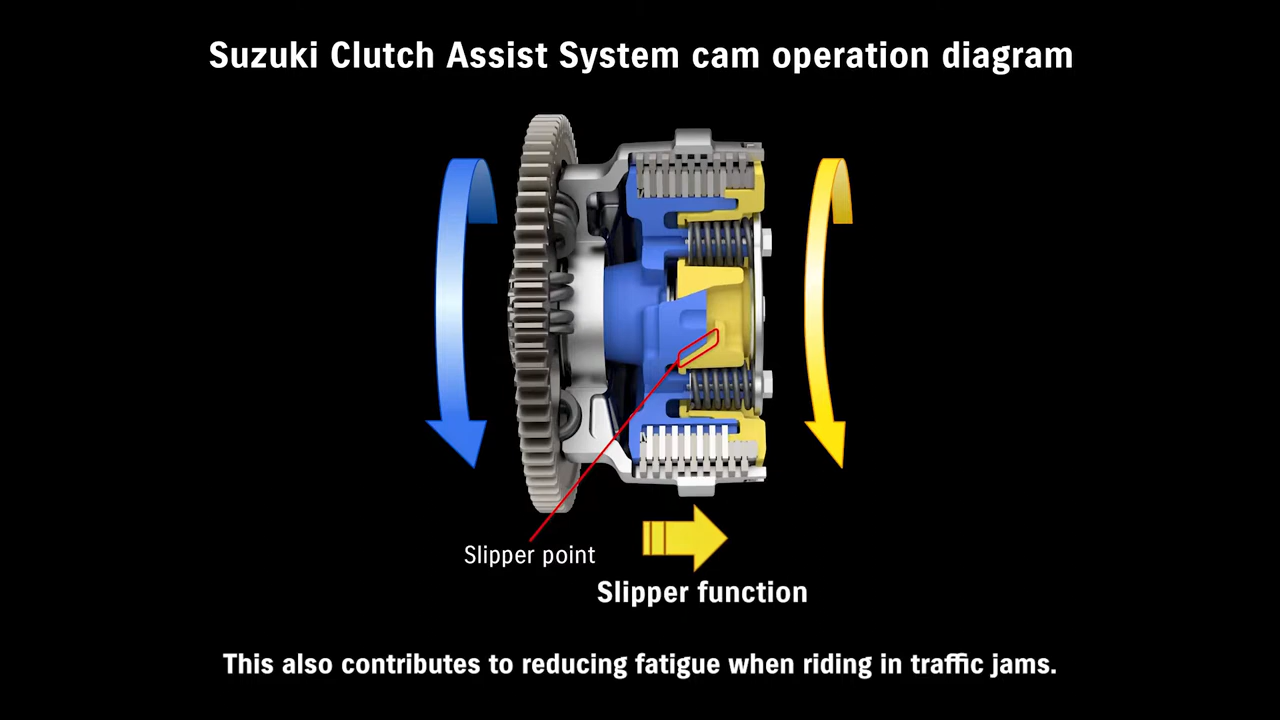 Suzuki Clutch Assist System cam operation diagram
Slipper point
Slipper function
This also contributes to reducing fatigue when riding in traffic jams.